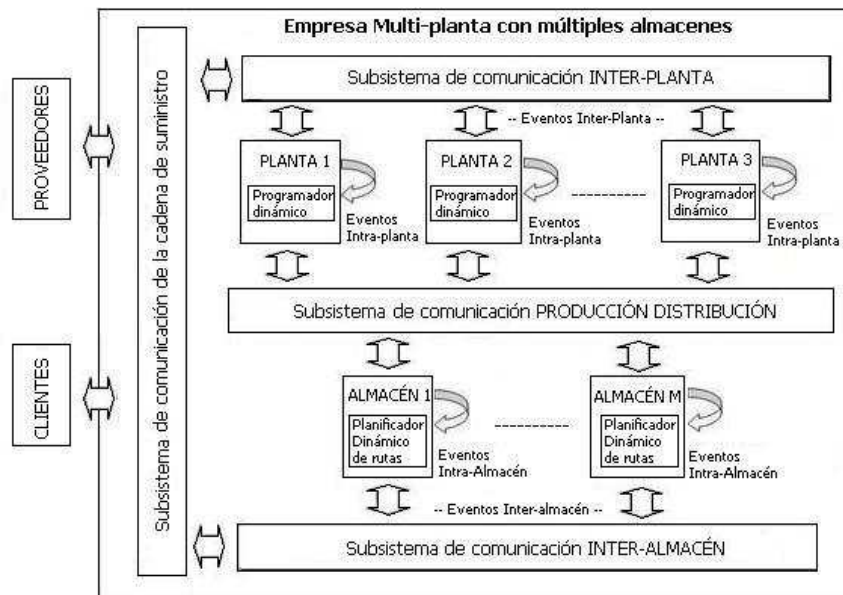 Empresa Multi-planta con múltiples almacenes
PROVEEDORES
CLIENTES
Subsistema de comunicación de la cadena de suministro
Subsistema de comunicación INTER-PLANTA
-- Eventos Inter-Planta --
PLANTA 1
Programador
dinámico
Eventos
Intra-planta
PLANTA 2
Programador
dinámico
Eventos
Intra-planta
PLANTA 3
Programador
dinámico
Eventos
Intra-planta
Subsistema de comunicación PRODUCCIÓN DISTRIBUCIÓN
ALMACÉN 1
Planificador
Dinámico
de rutas
Eventos
Intra-Almacén
ALMACÉN M
Planificador
Dinámico
de rutas
Eventos
Intra-Almacén
-- Eventos Inter-almacén --
Subsistema de comunicación INTER-ALMACÉN